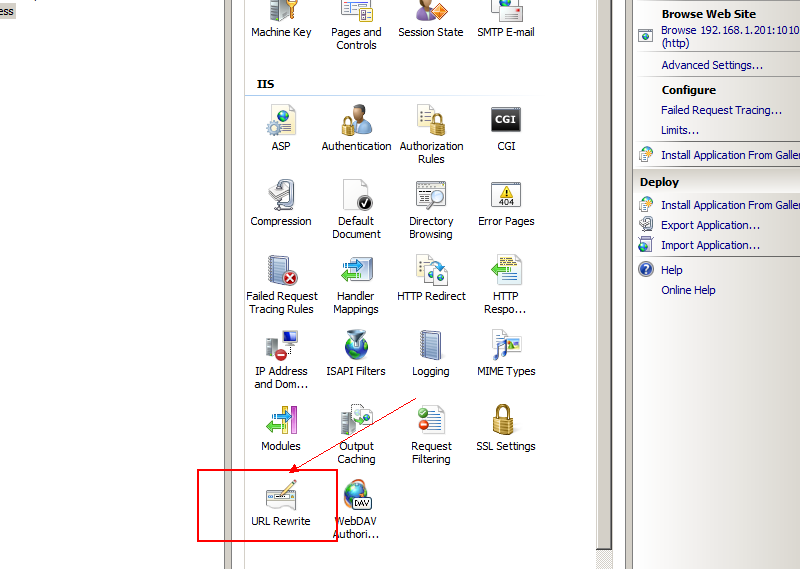 ess
Machine Key
Pages and
Controls
Session State
SMTP E-mail
IIS
ASP
Authentication
Authorization
Rules
CGI
CGI
Compression
Default
Document
Directory
Browsing
404
Error Pages
Failed Request
Tracing Rules
Handler
Mappings
HTTP Redirect
HTTP
Respo...
IP Address
and Dom...
ISAPI Filters
Logging
MIME Types
Modules
Output
Caching
Request
Filtering
SSL Settings
URL Rewrite
DAV
WebDAV
Authori...
Browse Web Site
Browse 192.168.1.201:1010
(http)
Advanced Settings...
Configure
Failed Request Tracing...
Limits...
Install Application From Galler
Deploy
Install Application From Galler
Export Application...
Import Application...
Help
Online Help